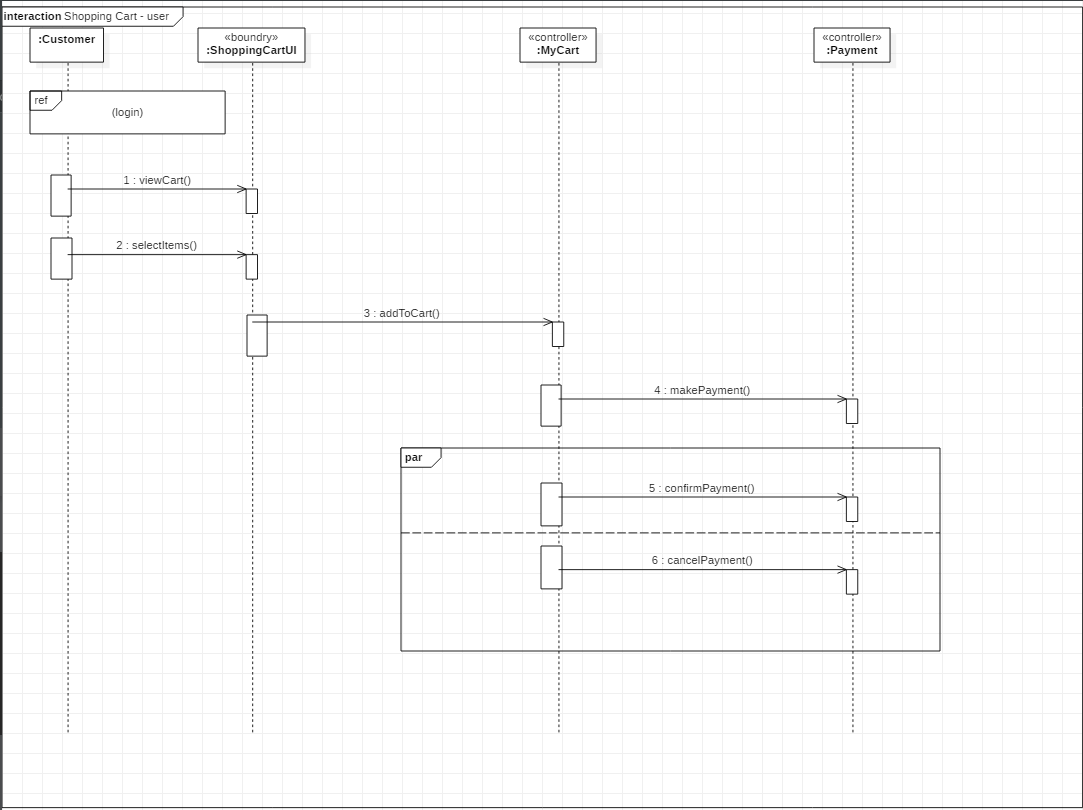 interaction Shopping Cart - user
:Customer
«boundry»
:ShoppingCartUI
«controller»
:MyCart
«controller»
:Payment
ref
(login)
1 : viewCart()
2 : selectItems()
3 : addToCart()
4 : makePayment()
par
5 : confirmPayment()
6 : cancelPayment()